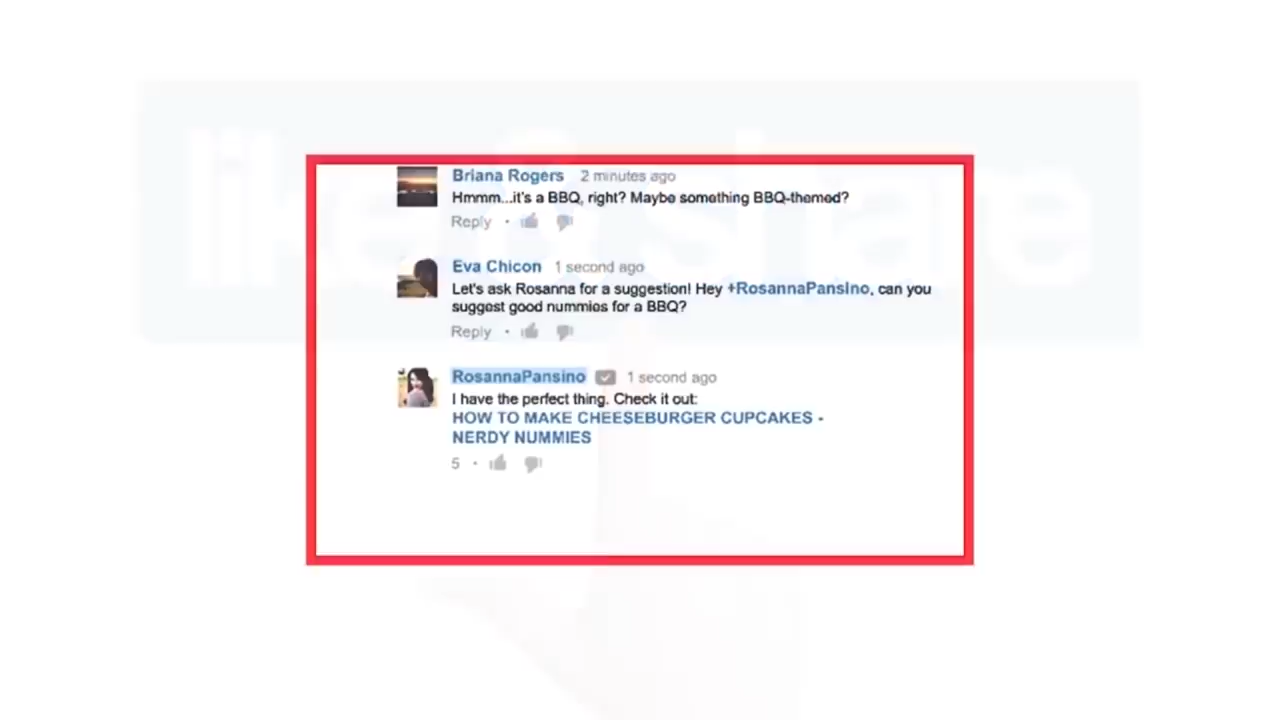 like & share
Briana Rogers 2 minutes ago
Hmmm...it's a BBQ, right? Maybe something BBQ-themed?
Reply
Eva Chicon 1 second ago
Let's ask Rosanna for a suggestion! Hey +RosannaPansino, can you
suggest good nummies for a BBQ?
Reply
RosannaPansino 1 second ago
I have the perfect thing. Check it out:
HOW TO MAKE CHEESEBURGER CUPCAKES -
NERDY NUMMIES
5